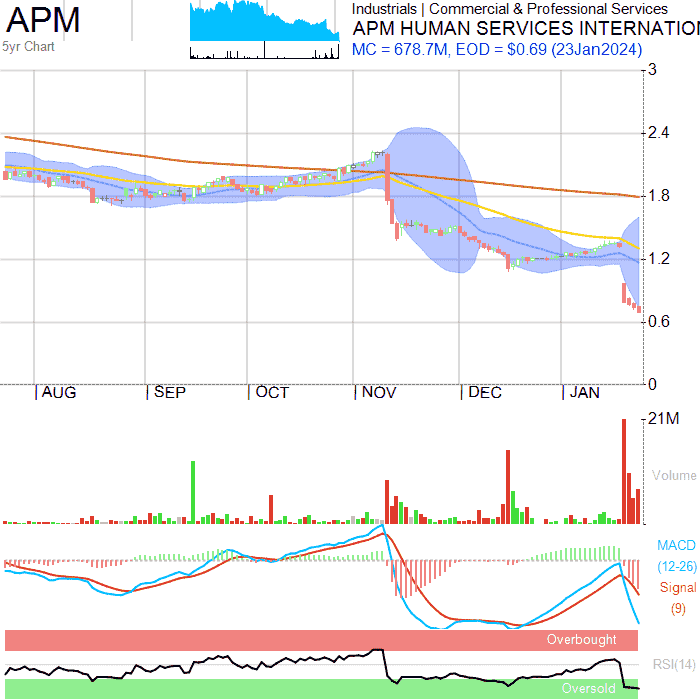 APM
5yr Chart
Industrials | Commercial & Professional Services
APM HUMAN SERVICES INTERNATIO
MC = 678.7M, EOD = $0.69 (23Jan2024)
3
2.4
1.8
1.2
0.6
0
AUG
SEP
OCT
NOV
DEC
JAN
21M
Volume
MACD
(12-26)
Signal
(9)
Overbought
RSI(14)
Oversold